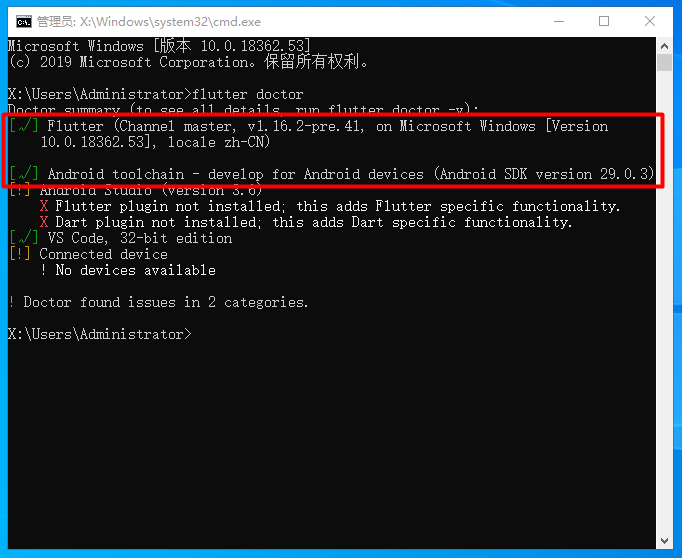 管理员: X:\Windows\system32\cmd.exe
Microsoft Windows [版本 10.0.18362.53]
(c) 2019 Microsoft Corporation。保留所有权利。
X:\Users\Administrator>flutter doctor
Doctor summary (to see all details, run flutter doctor -v):
[√] Flutter (Channel master, v1.16.2-pre.41, on Microsoft Windows [Version
10.0.18362.53], locale zh-CN)
[√] Android toolchain - develop for Android devices (Android SDK version 29.0.3)
[!] Android Studio (version 3.6)
X Flutter plugin not installed; this adds Flutter specific functionality.
X Dart plugin not installed; this adds Dart specific functionality.
[√] VS Code, 32-bit edition
[!] Connected device
! No devices available
! Doctor found issues in 2 categories.
X:\Users\Administrator>